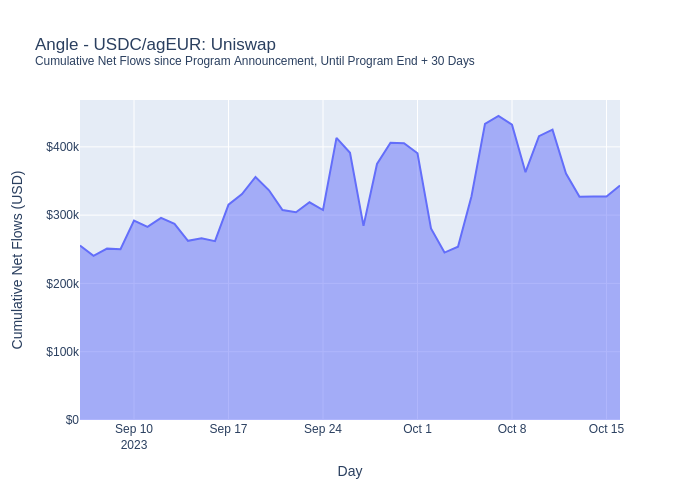 Angle - USDC/agEUR: Uniswap
Cumulative Net Flows since Program Announcement, Until Program End + 30 Days
Cumulative Net Flows (USD)
$400k
$300k
$200k
$100k
$0
Sep 10
2023
Sep 17
Sep 24
Oct 1
Oct 8
Oct 15
Day